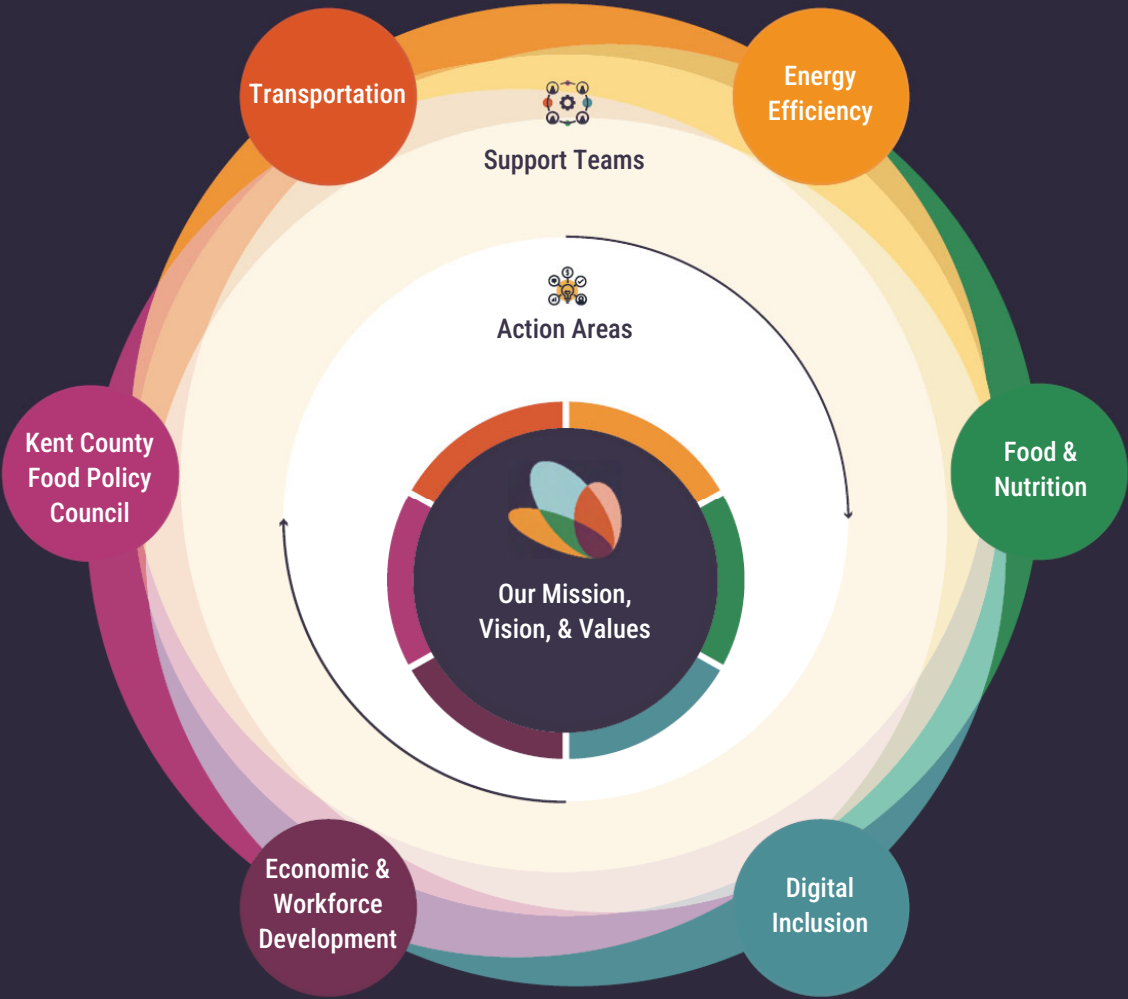 Transportation
Energy
Efficiency
Support Teams
Action Areas
Kent County
Food Policy
Council
Food &
Nutrition
Our Mission,
Vision, & Values
Economic &
Workforce
Development
Digital
Inclusion